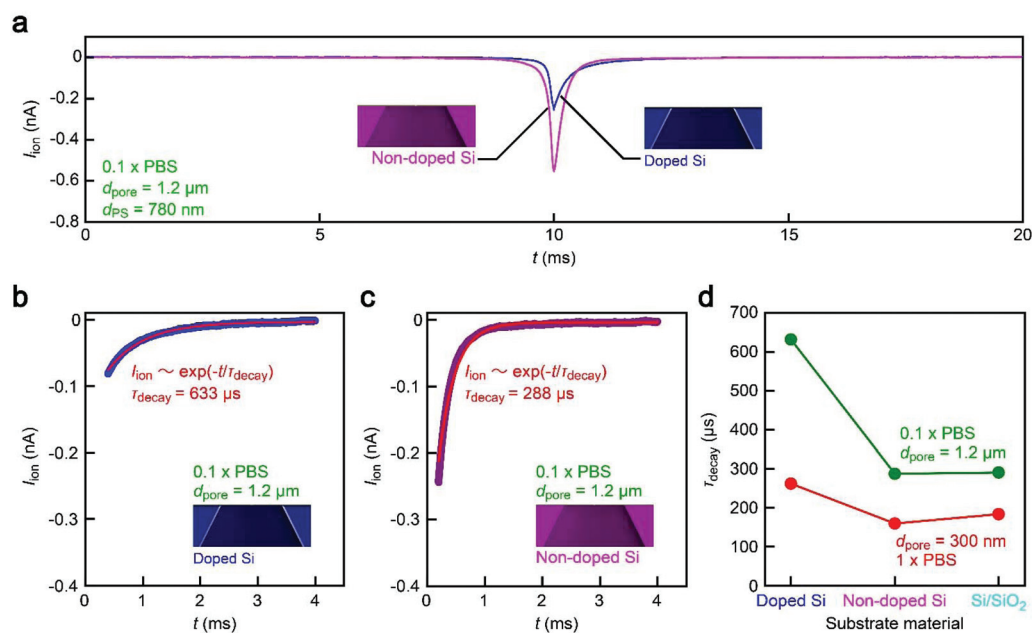 a
0
-0.2
-0.4
-0.6
-0.8
I_ion (nA)
Non-doped Si
Doped Si
0.1 x PBS
d_pore = 1.2 µm
d_PS = 780 nm
0
5
10
15
20
t (ms)
b
0
-0.1
-0.2
-0.3
-0.4
I_ion (nA)
I_ion ∼ exp(-t/τ_decay)
τ_decay = 633 µs
0.1 x PBS
d_pore = 1.2 µm
Doped Si
0
1
2
3
4
t (ms)
c
0
-0.1
-0.2
-0.3
-0.4
I_ion (nA)
I_ion ∼ exp(-t/τ_decay)
τ_decay = 288 µs
0.1 x PBS
d_pore = 1.2 µm
Non-doped Si
0
1
2
3
4
t (ms)
d
700
600
500
400
300
200
100
0
τ_decay (µs)
0.1 x PBS
d_pore = 1.2 µm
d_pore = 300 nm
1 x PBS
Doped Si
Non-doped Si
Si/SiO₂
Substrate material